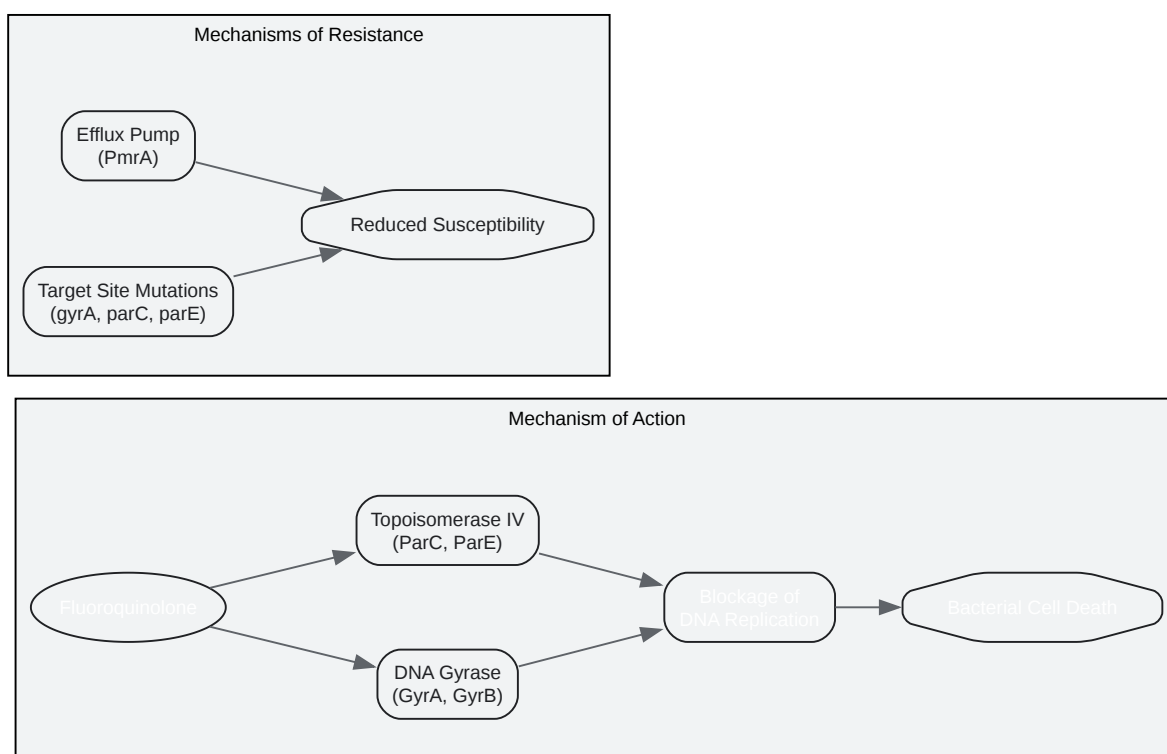 Mechanisms of Resistance
Efflux Pump
(PmrA)
Reduced Susceptibility
Target Site Mutations
(gyrA, parC, parE)
Mechanism of Action
Topoisomerase IV
(ParC, ParE)
Fluoroquinolone
Blockage of
DNA Replication
Bacterial Cell Death
DNA Gyrase
(GyrA, GyrB)